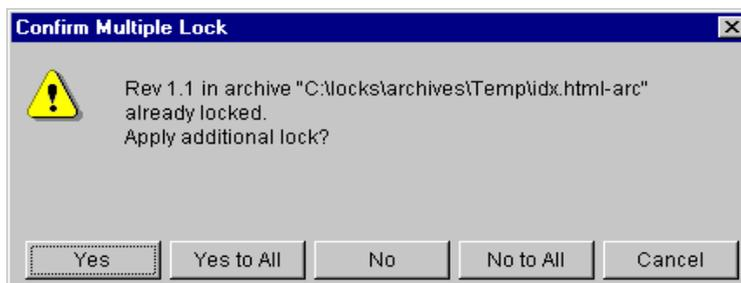 Confirm Multiple Lock
Rev 1.1 in archive "C:\locks\archives\Temp\idx.html-arc"
already locked.
Apply additional lock?
Yes Yes to All No No to All Cancel